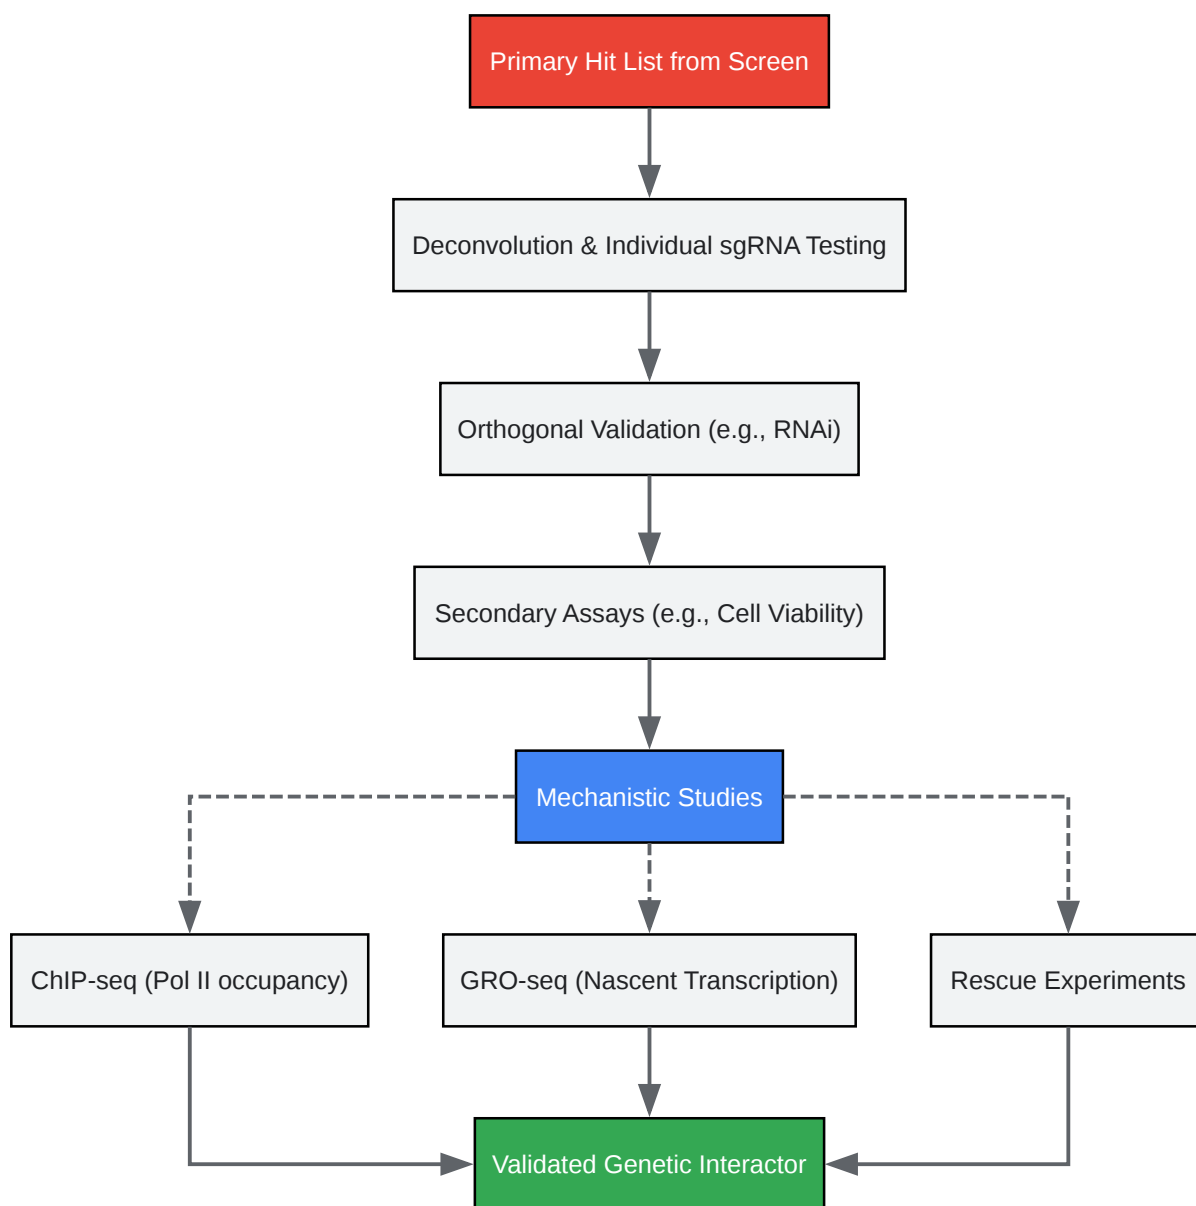 Primary Hit List from Screen
Deconvolution & Individual sgRNA Testing
Orthogonal Validation (e.g., RNAi)
Secondary Assays (e.g., Cell Viability)
Mechanistic Studies
ChIP-seq (Pol II occupancy)
GRO-seq (Nascent Transcription)
Rescue Experiments
Validated Genetic Interactor